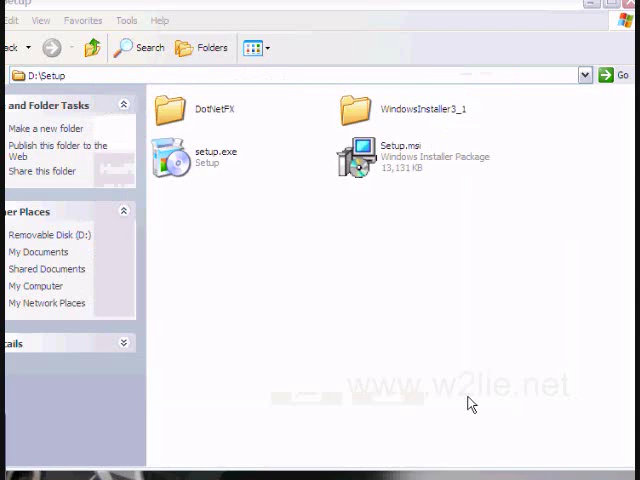 Setup
Edit View Favorites Tools Help
ack Search Folders
D:\Setup Go
and Folder Tasks
Make a new folder
Publish this folder to the
Web
Share this folder
er Places
Removable Disk (D:)
My Documents
Shared Documents
My Computer
My Network Places
ails
DotNetFX
WindowsInstaller3_1
setup.exe
Setup
Setup.msi
Windows Installer Package
13,131 KB
www.w2lie.net